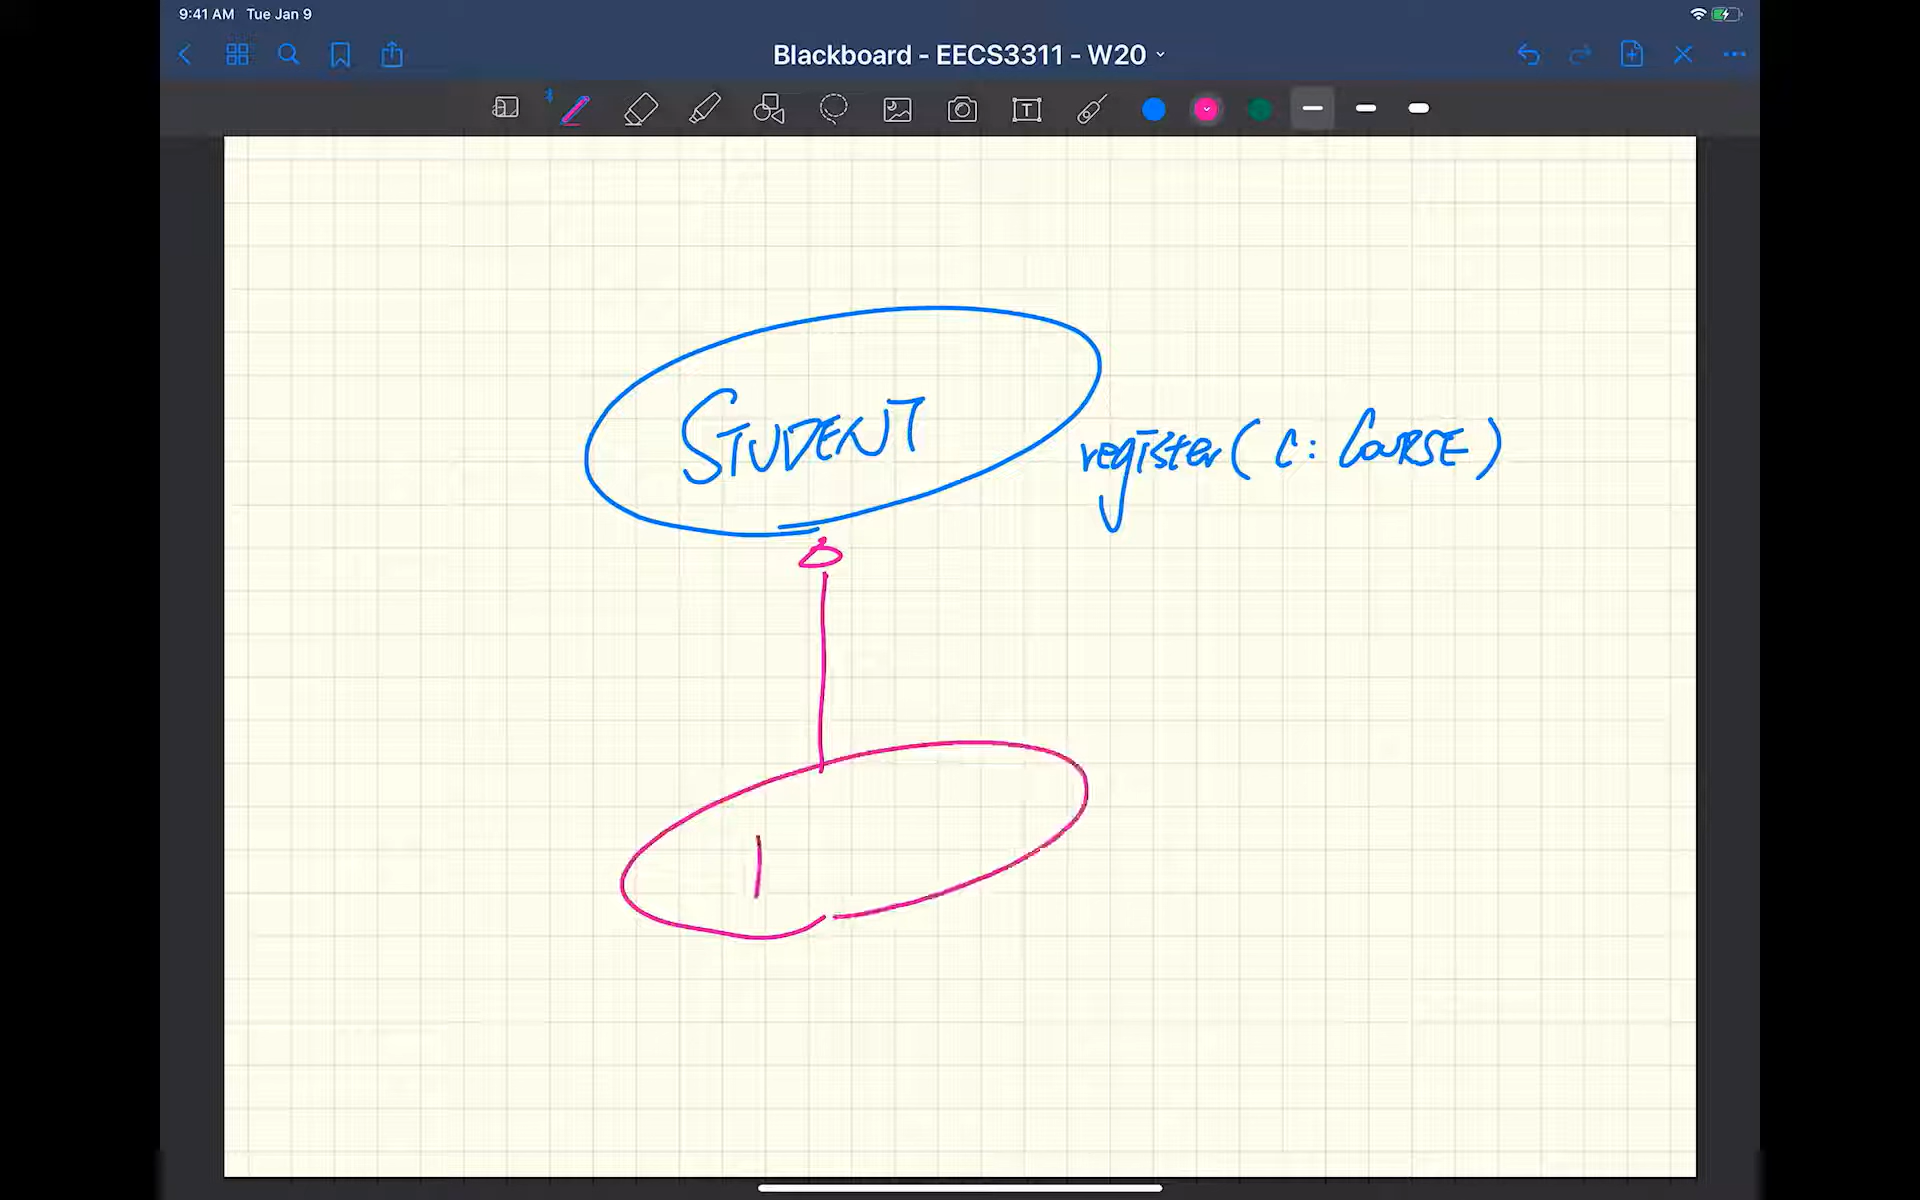 9:41 AM Tue Jan 9
Blackboard - EECS3311 - W20
STUDENT
register( C: COURSE )